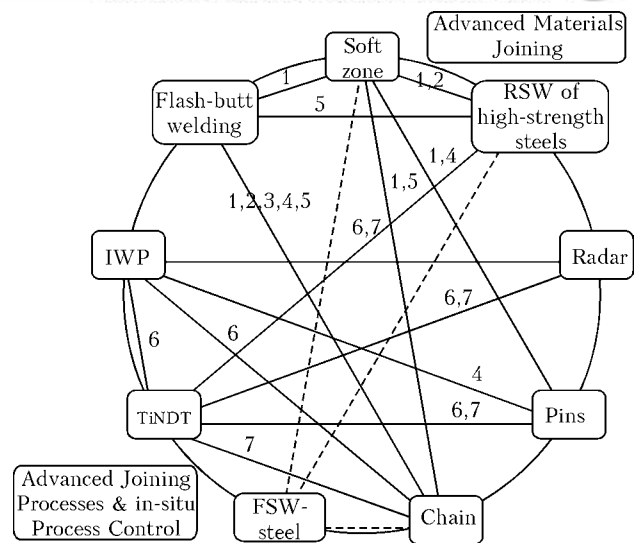 Advanced Materials
Joining
Soft
zone
1
1,2
Flash-butt
welding
5
RSW of
high-strength
steels
1,4
1,5
1,2,3,4,5
6,7
IWP
Radar
6,7
6
6
4
TiNDT
6,7
Pins
7
Advanced Joining
Processes & in-situ
Process Control
FSW-
steel
Chain